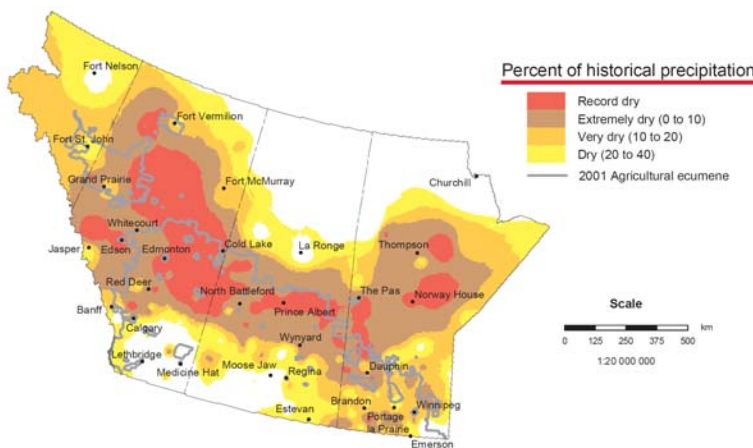 Fort Nelson
Percent of historical precipitation
Record dry
Extremely dry (0 to 10)
Very dry (10 to 20)
Dry (20 to 40)
2001 Agricultural ecumene
Fort Vermilion
Fort St. John
Grand Prairie
Fort McMurray
Churchill
Whitecourt
Jasper
Edson
Edmonton
Cold Lake
La Ronge
Thompson
Red Deer
North Battleford
Prince Albert
The Pas
Norway House
Banff
Calgary
Wynyard
Lethbridge
Medicine Hat
Moose Jaw
Regina
Dauphin
Estevan
Brandon
Portage
la Prairie
Winnipeg
Emerson
Scale
0 125 250 375 500 km
1:20 000 000